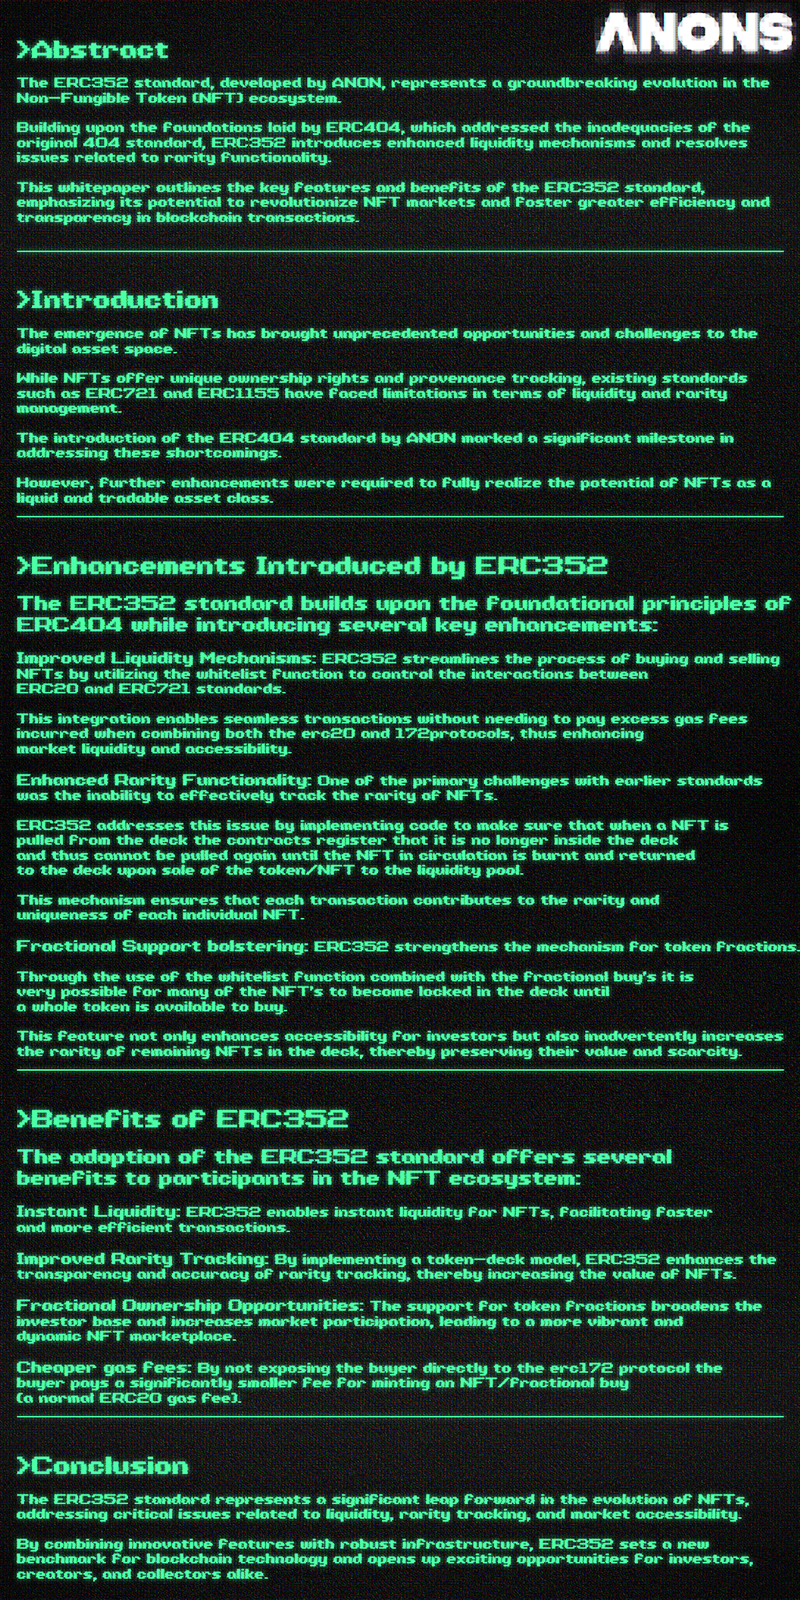 ANONS
>Abstract
The ERC352 standard, developed by ANON, represents a groundbreaking evolution in the
Non-Fungible Token (NFT) ecosystem.
Building upon the foundations laid by ERC404, which addressed the inadequacies of the
original 404 standard, ERC352 introduces enhanced liquidity mechanisms and resolves
issues related to rarity functionality.
This whitepaper outlines the key features and benefits of the ERC352 standard,
emphasizing its potential to revolutionize NFT markets and foster greater efficiency and
transparency in blockchain transactions.
>Introduction
The emergence of NFTs has brought unprecedented opportunities and challenges to the
digital asset space.
While NFTs offer unique ownership rights and provenance tracking, existing standards
such as ERC721 and ERC1155 have faced limitations in terms of liquidity and rarity
management.
The introduction of the ERC404 standard by ANON marked a significant milestone in
addressing these shortcomings.
However, further enhancements were required to fully realize the potential of NFTs as a
liquid and tradable asset class.
>Enhancements Introduced by ERC352
The ERC352 standard builds upon the foundational principles of
ERC404 while introducing several key enhancements:
Improved Liquidity Mechanisms: ERC352 streamlines the process of buying and selling
NFTs by utilizing the whitelist function to control the interactions between
ERC20 and ERC721 standards.
This integration enables seamless transactions without needing to pay excess gas fees
incurred when combining both the erc20 and 172protocols, thus enhancing
market liquidity and accessibility.
Enhanced Rarity Functionality: One of the primary challenges with earlier standards
was the inability to effectively track the rarity of NFTs.
ERC352 addresses this issue by implementing code to make sure that when a NFT is
pulled from the deck the contracts register that it is no longer inside the deck
and thus cannot be pulled again until the NFT in circulation is burnt and returned
to the deck upon sale of the token/NFT to the liquidity pool.
This mechanism ensures that each transaction contributes to the rarity and
uniqueness of each individual NFT.
Fractional Support bolstering: ERC352 strengthens the mechanism for token fractions.
Through the use of the whitelist function combined with the fractional buy's it is
very possible for many of the NFT's to become locked in the deck until
a whole token is available to buy.
This feature not only enhances accessibility for investors but also inadvertently increases
the rarity of remaining NFTs in the deck, thereby preserving their value and scarcity.
>Benefits of ERC352
The adoption of the ERC352 standard offers several
benefits to participants in the NFT ecosystem:
Instant Liquidity: ERC352 enables instant liquidity for NFTs, facilitating faster
and more efficient transactions.
Improved Rarity Tracking: By implementing a token-deck model, ERC352 enhances the
transparency and accuracy of rarity tracking, thereby increasing the value of NFTs.
Fractional Ownership Opportunities: The support for token fractions broadens the
investor base and increases market participation, leading to a more vibrant and
dynamic NFT marketplace.
Cheaper gas fees: By not exposing the buyer directly to the erc172 protocol the
buyer pays a significantly smaller fee for minting an NFT/fractional buy
(a normal ERC20 gas fee).
>Conclusion
The ERC352 standard represents a significant leap forward in the evolution of NFTs,
addressing critical issues related to liquidity, rarity tracking, and market accessibility.
By combining innovative features with robust infrastructure, ERC352 sets a new
benchmark for blockchain technology and opens up exciting opportunities for investors,
creators, and collectors alike.